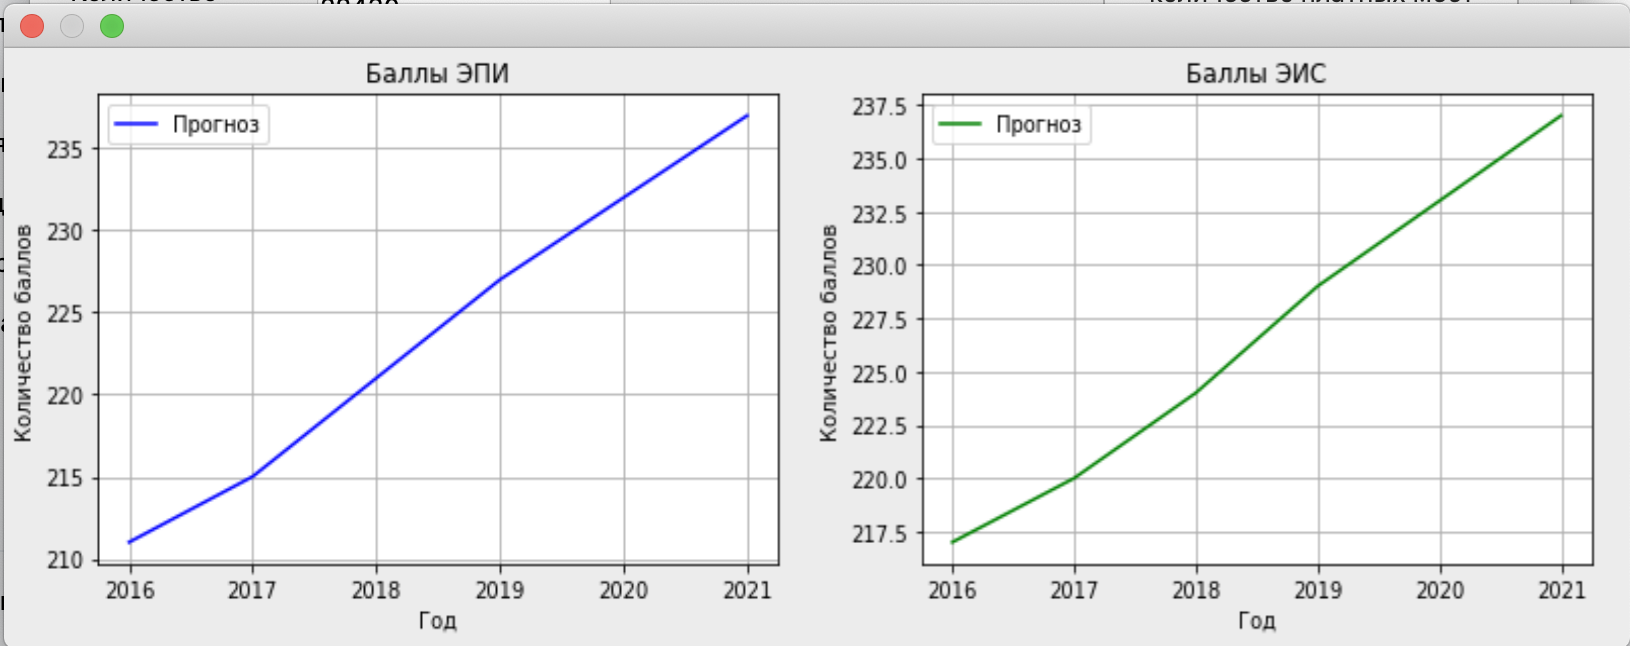 Баллы ЭПИ
Прогноз
235
230
225
220
215
210
Количество баллов
2016 2017 2018 2019 2020 2021
Год
Баллы ЭИС
Прогноз
237.5
235.0
232.5
230.0
227.5
225.0
222.5
220.0
217.5
Количество баллов
2016 2017 2018 2019 2020 2021
Год